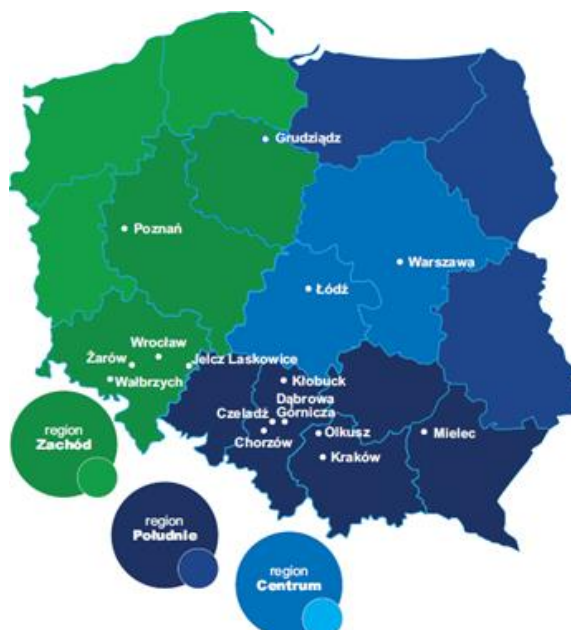 Grudziądz
Poznań
Warszawa
Łódź
Wrocław
Żarów
Jelcz Laskowice
Wałbrzych
Kłobuck
Dąbrowa
Górnicza
Czeladź
Chorzów
Olkusz
Mielec
Kraków
region
Zachód
region
Południe
region
Centrum